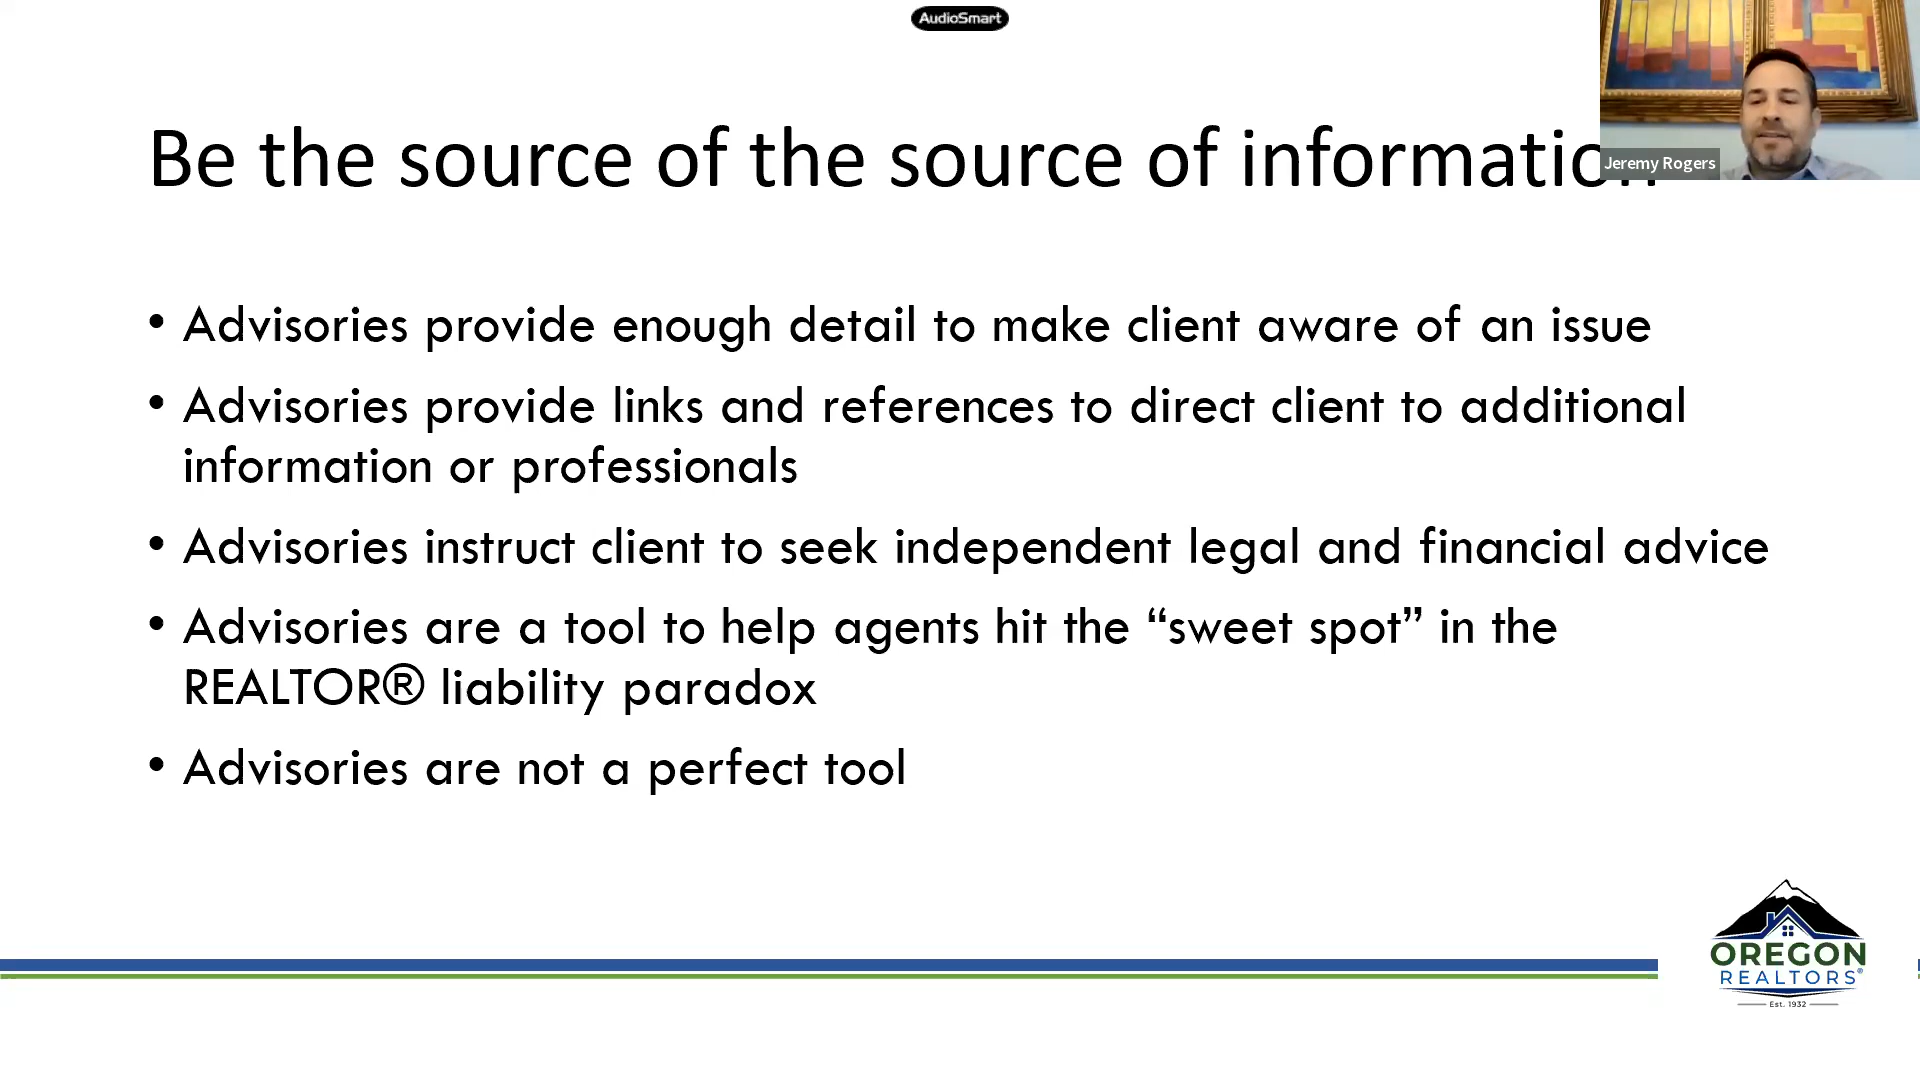 AudioSmart
Be the source of the source of information
Jeremy Rogers
• Advisories provide enough detail to make client aware of an issue
• Advisories provide links and references to direct client to additional
information or professionals
• Advisories instruct client to seek independent legal and financial advice
• Advisories are a tool to help agents hit the “sweet spot” in the
REALTOR® liability paradox
• Advisories are not a perfect tool
OREGON
REALTORS®
Est. 1932